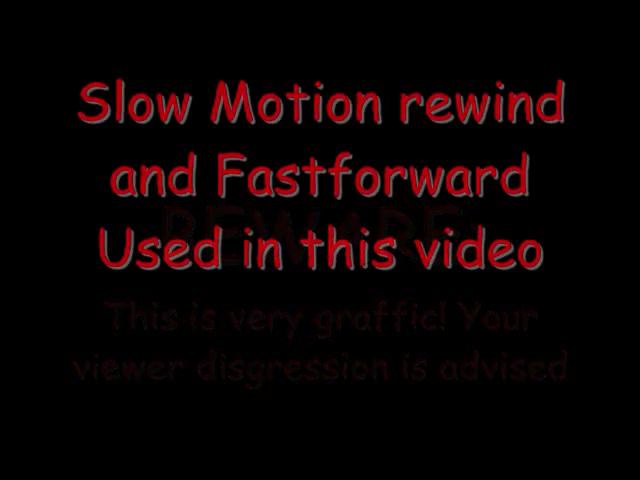 Slow Motion rewind
and Fastforward
BEWARE
Used in this video
This is very graffic! Your
viewer disgression is advised